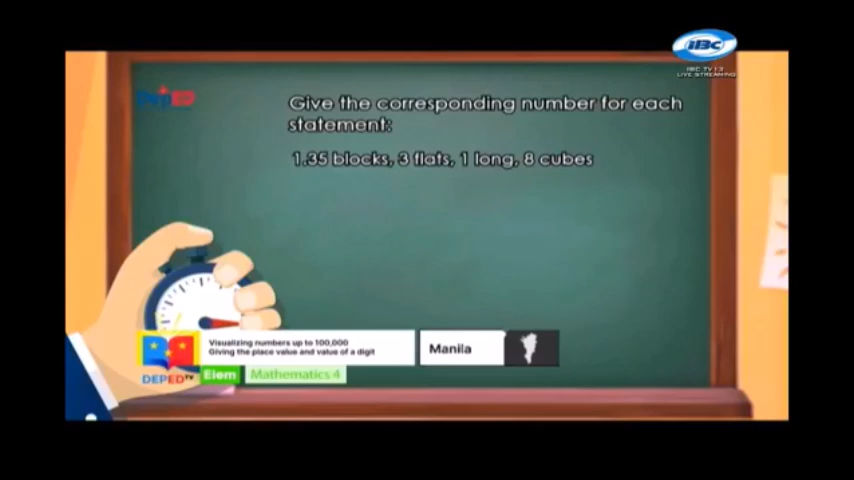 iBC
IBC TV 13
LIVE STREAMING
DepED
Give the corresponding number for each
statement:
1.35 blocks, 3 flats, 1 long, 8 cubes
Visualizing numbers up to 100,000
Giving the place value and value of a digit
Manila
DEPED TV
Elem
Mathematics 4